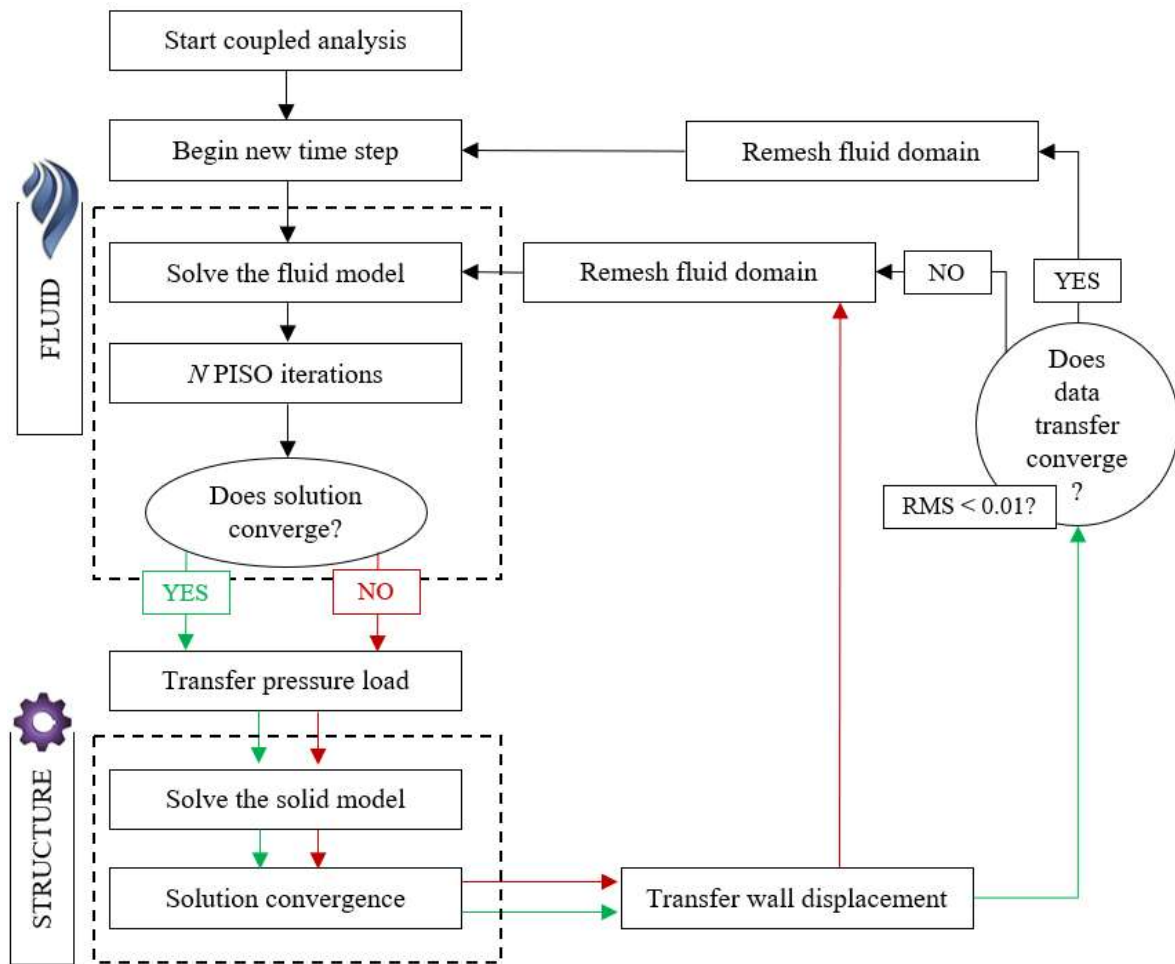 Start coupled analysis
Begin new time step
Remesh fluid domain
FLUID
Solve the fluid model
Remesh fluid domain
NO
YES
N PISO iterations
Does
data
transfer
converge
?
RMS < 0.01?
Does solution
converge?
YES
NO
Transfer pressure load
STRUCTURE
Solve the solid model
Solution convergence
Transfer wall displacement